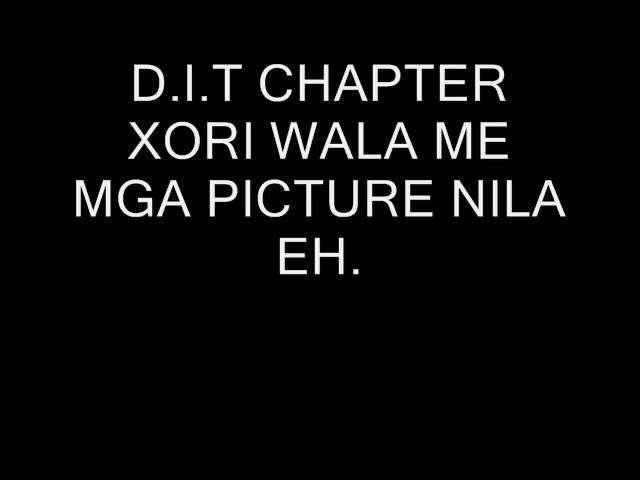 D.I.T CHAPTER
XORI WALA ME
MGA PICTURE NILA
EH.